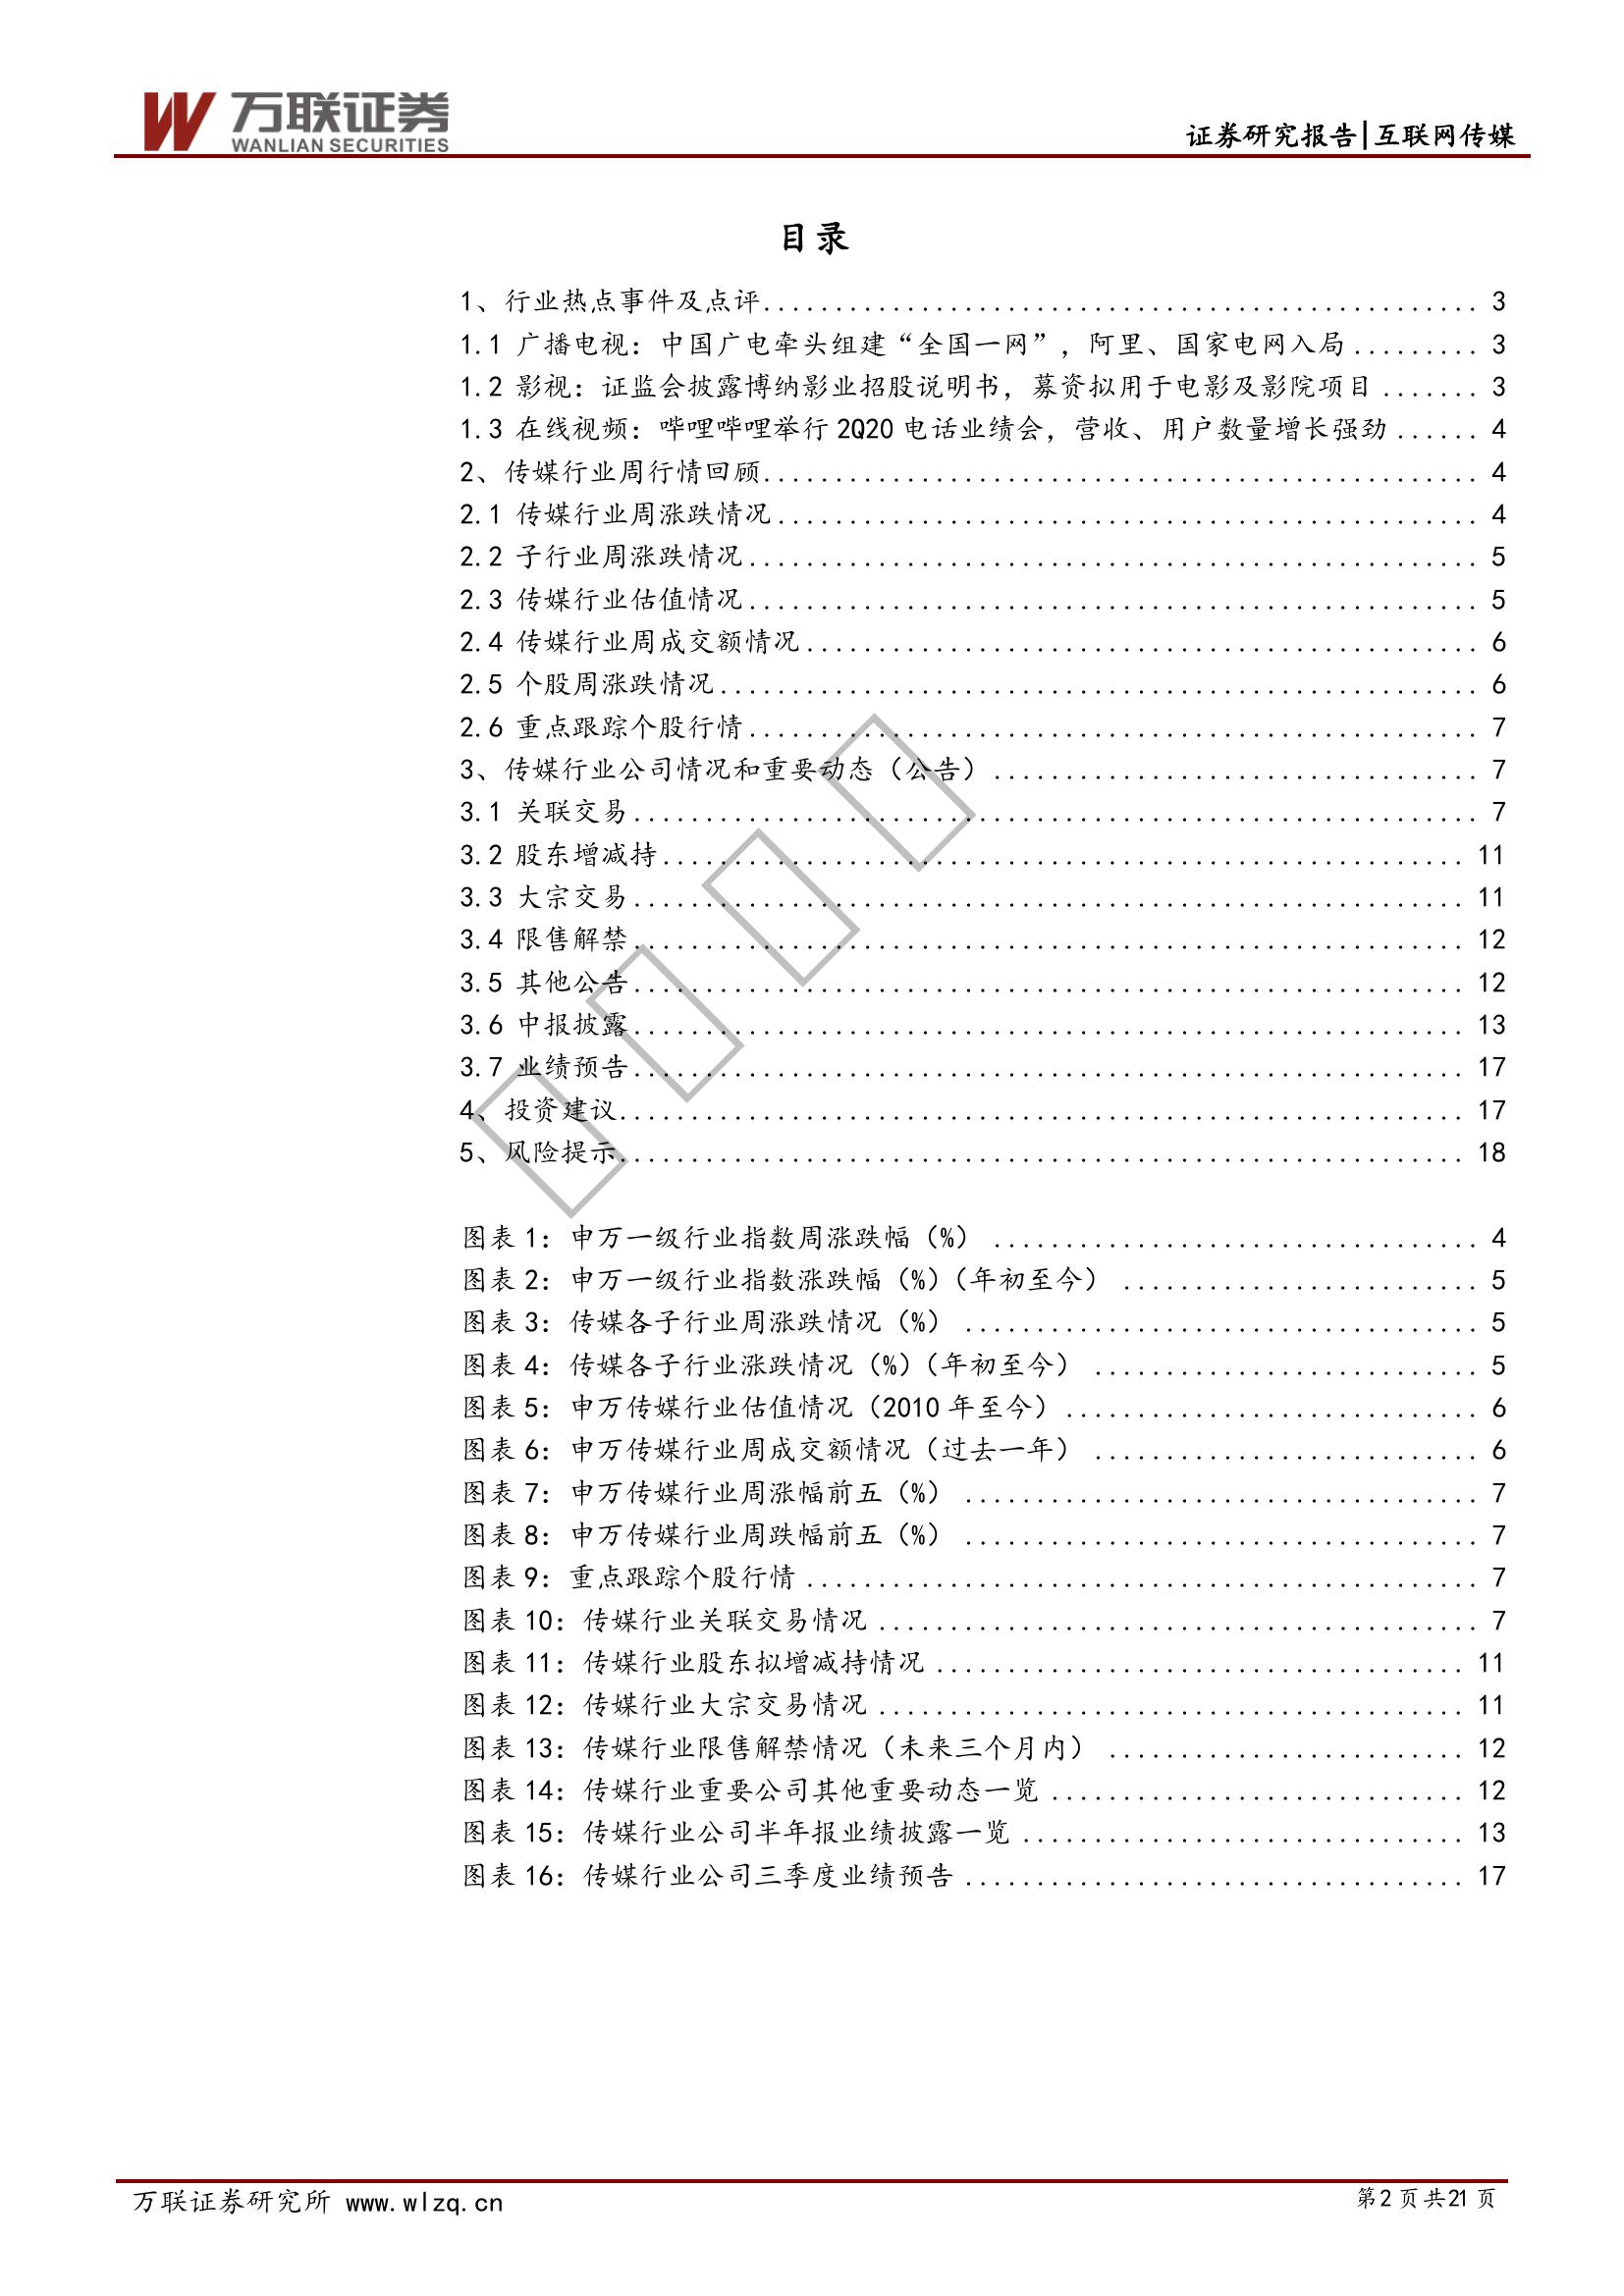 万联证券
WANLIAN SECURITIES
证券研究报告|互联网传媒
目录
1、行业热点事件及点评........................................ 3
1.1 广播电视：中国广电牵头组建“全国一网”，阿里、国家电网入局......... 3
1.2 影视：证监会披露博纳影业招股说明书，募资拟用于电影及影院项目....... 3
1.3 在线视频：哔哩哔哩举行 2Q20 电话业绩会，营收、用户数量增长强劲...... 4
2、传媒行业周行情回顾........................................ 4
2.1 传媒行业周涨跌情况........................................ 4
2.2 子行业周涨跌情况........................................ 5
2.3 传媒行业估值情况........................................ 5
2.4 传媒行业周成交额情况........................................ 6
2.5 个股周涨跌情况........................................ 6
2.6 重点跟踪个股行情........................................ 7
3、传媒行业公司情况和重要动态（公告）.................................. 7
3.1 关联交易........................................ 7
3.2 股东增减持........................................ 11
3.3 大宗交易........................................ 11
3.4 限售解禁........................................ 12
3.5 其他公告........................................ 12
3.6 中报披露........................................ 13
3.7 业绩预告........................................ 17
4、投资建议........................................ 17
5、风险提示........................................ 18
图表 1：申万一级行业指数周涨跌幅（%）.................................. 4
图表 2：申万一级行业指数涨跌幅（%）（年初至今）......................... 5
图表 3：传媒各子行业周涨跌情况（%）.................................... 5
图表 4：传媒各子行业涨跌情况（%）（年初至今）........................... 5
图表 5：申万传媒行业估值情况（2010 年至今）............................. 6
图表 6：申万传媒行业周成交额情况（过去一年）........................... 6
图表 7：申万传媒行业周涨幅前五（%）.................................... 7
图表 8：申万传媒行业周跌幅前五（%）.................................... 7
图表 9：重点跟踪个股行情........................................ 7
图表 10：传媒行业关联交易情况........................................ 7
图表 11：传媒行业股东拟增减持情况..................................... 11
图表 12：传媒行业大宗交易情况........................................ 11
图表 13：传媒行业限售解禁情况（未来三个月内）......................... 12
图表 14：传媒行业重要公司其他重要动态一览............................. 12
图表 15：传媒行业公司半年报业绩披露一览............................... 13
图表 16：传媒行业公司三季度业绩预告................................... 17
万联证券研究所 www.wlzq.cn
第2页共21页